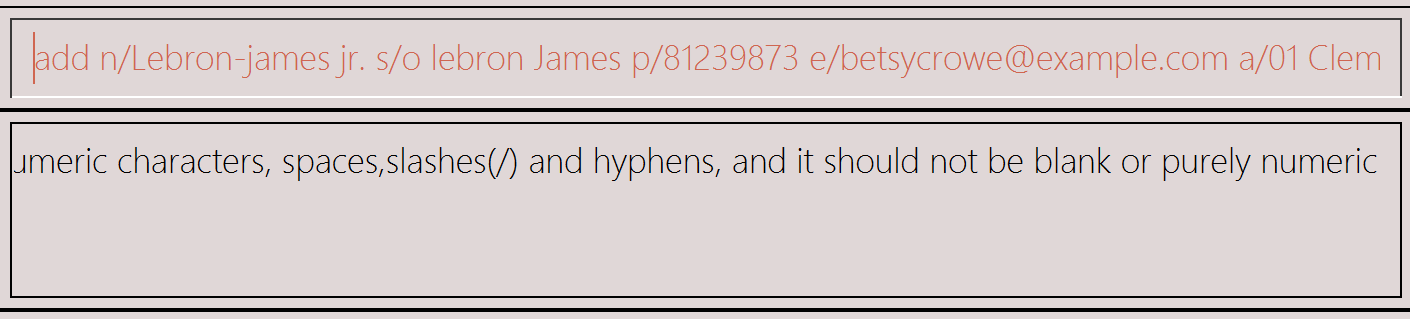 add n/Lebron-james jr. s/o lebron James p/81239873 e/betsycrowe@example.com a/01 Clem
umeric characters, spaces,slashes(/) and hyphens, and it should not be blank or purely numeric